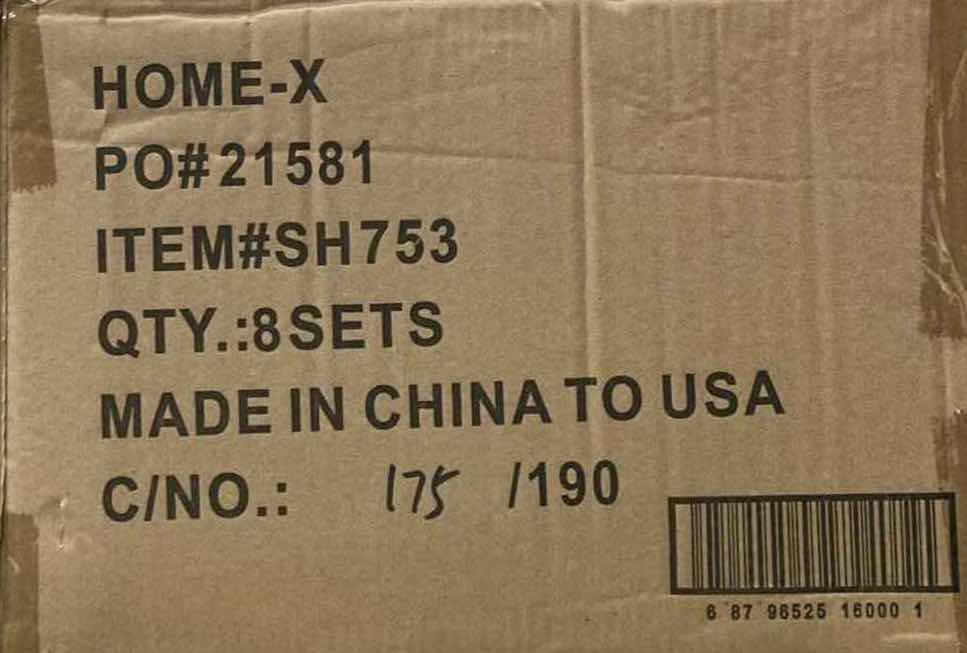 HOME-X
PO#21581
ITEM#SH753
QTY.:8SETS
MADE IN CHINA TO USA
C/NO.: 175 /190
6 87 96525 16000 1